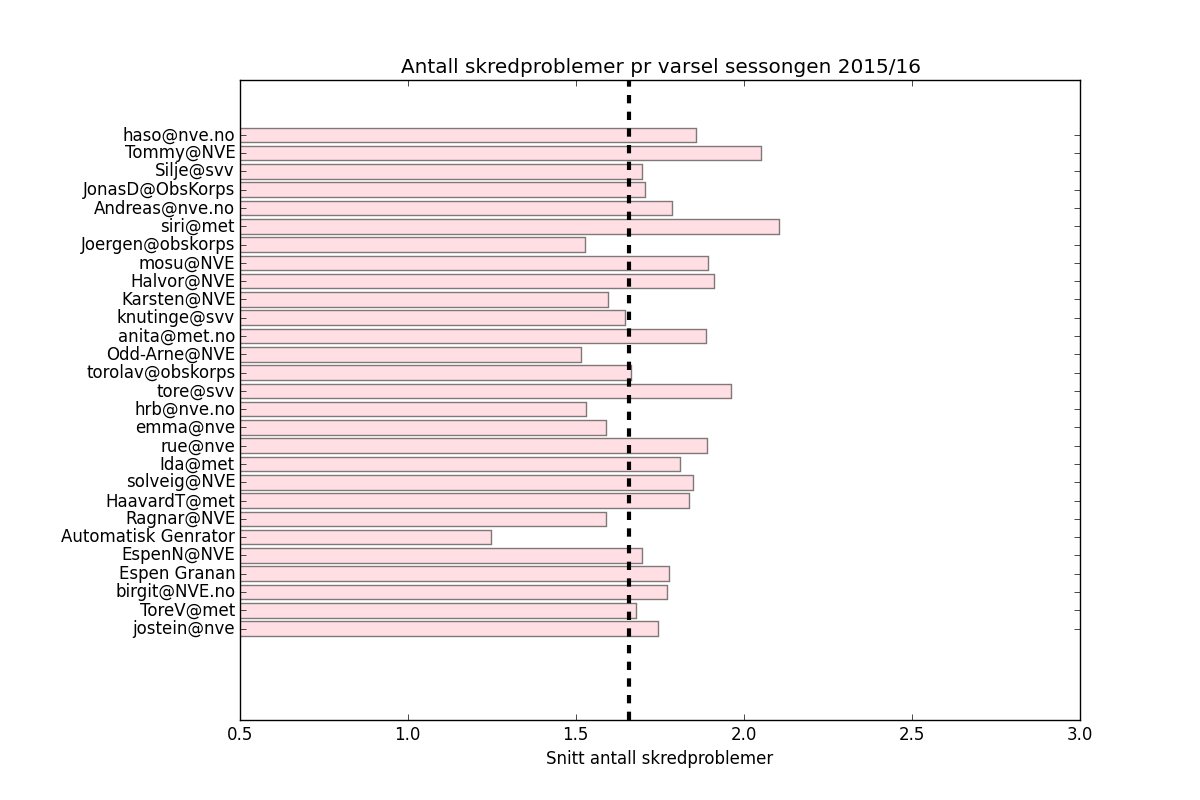 Antall skredproblemer pr varsel sessongen 2015/16
haso@nve.no
Tommy@NVE
Silje@svv
JonasD@ObsKorps
Andreas@nve.no
siri@met
Joergen@obskorps
mosu@NVE
Halvor@NVE
Karsten@NVE
knutinge@svv
anita@met.no
Odd-Arne@NVE
torolav@obskorps
tore@svv
hrb@nve.no
emma@nve
rue@nve
Ida@met
solveig@NVE
HaavardT@met
Ragnar@NVE
Automatisk Genrator
EspenN@NVE
Espen Granan
birgit@NVE.no
ToreV@met
jostein@nve
0.5 1.0 1.5 2.0 2.5 3.0
Snitt antall skredproblemer